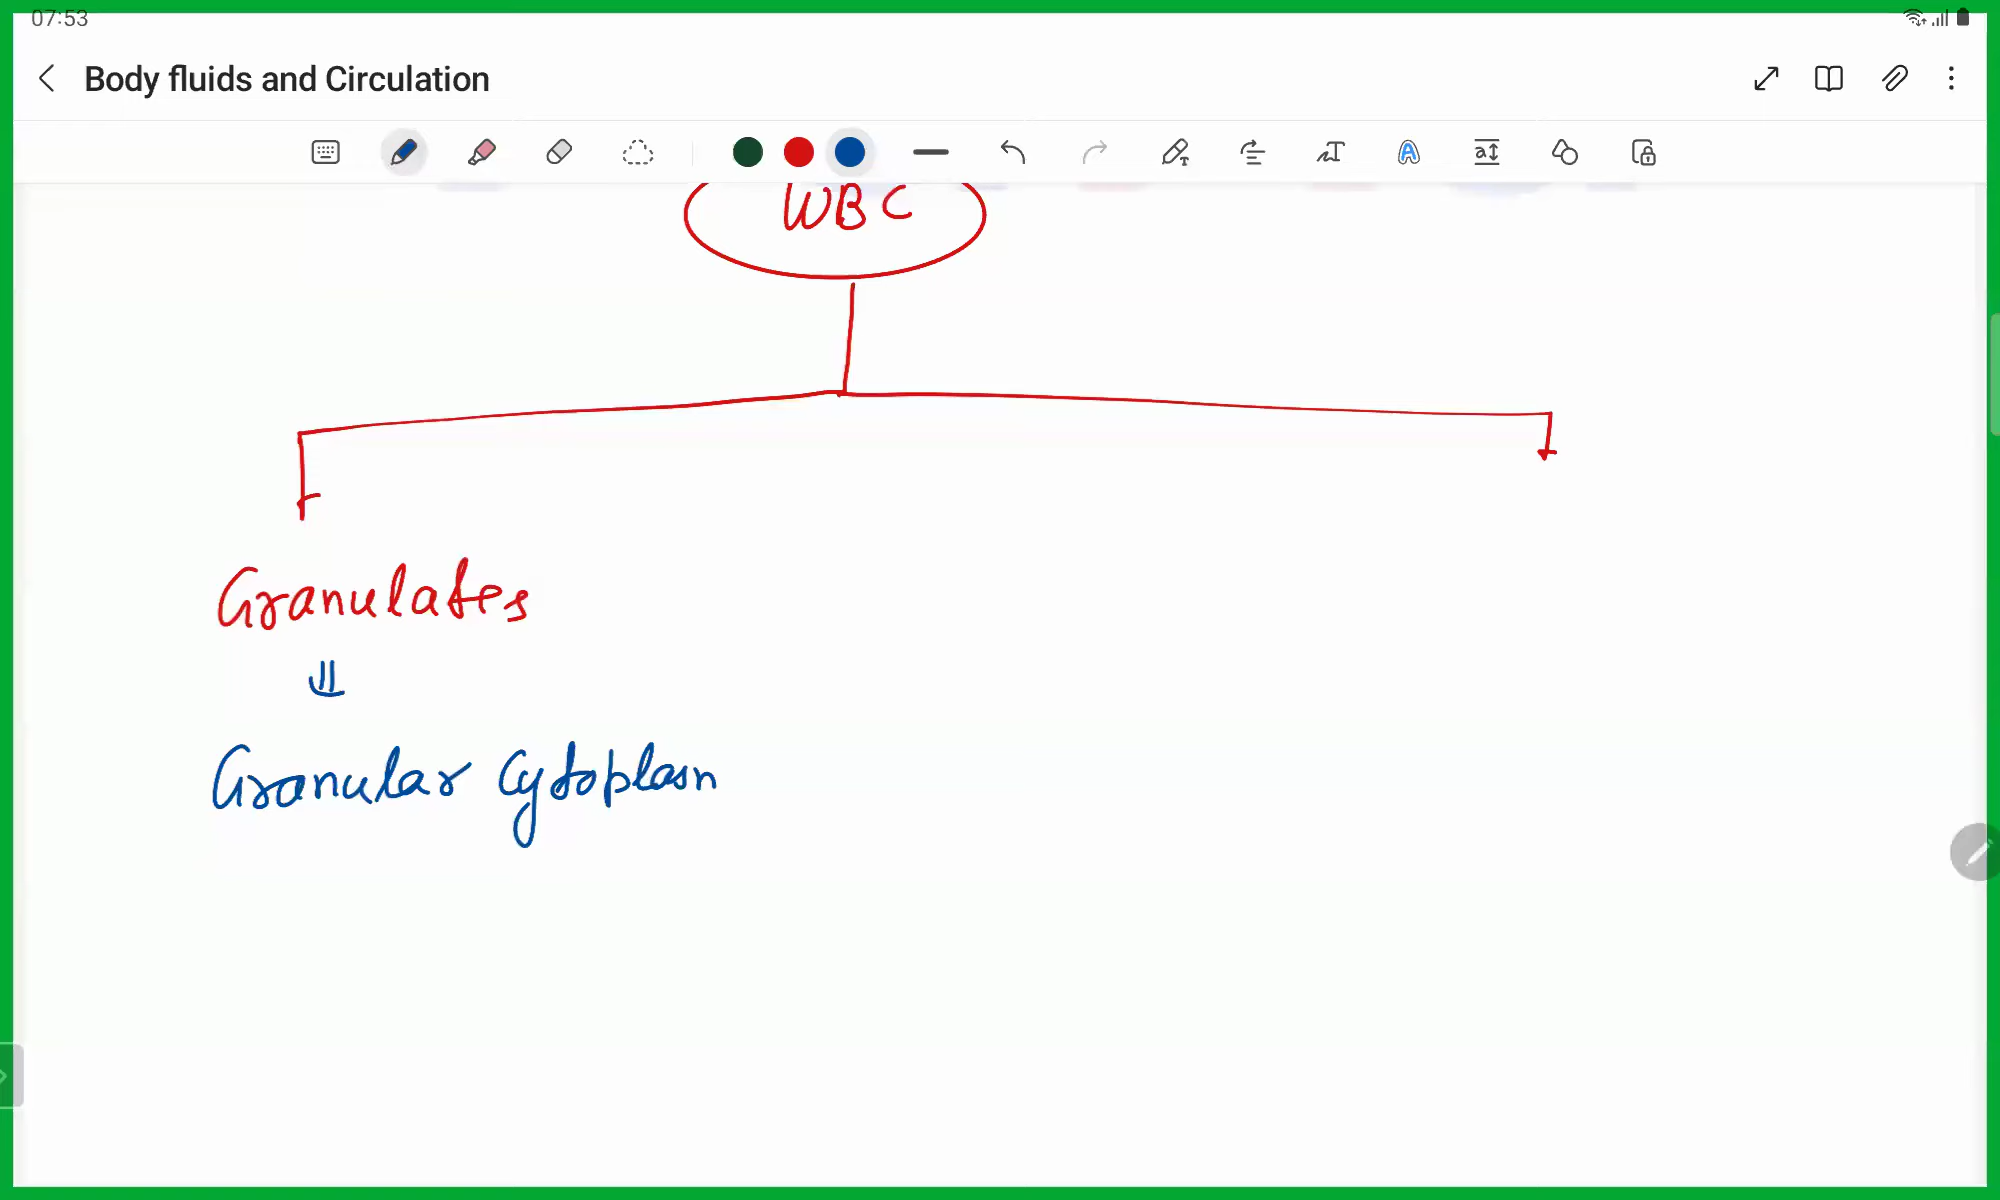 07:53
Body fluids and Circulation
WBC
Granulates
Granular Cytoplasm